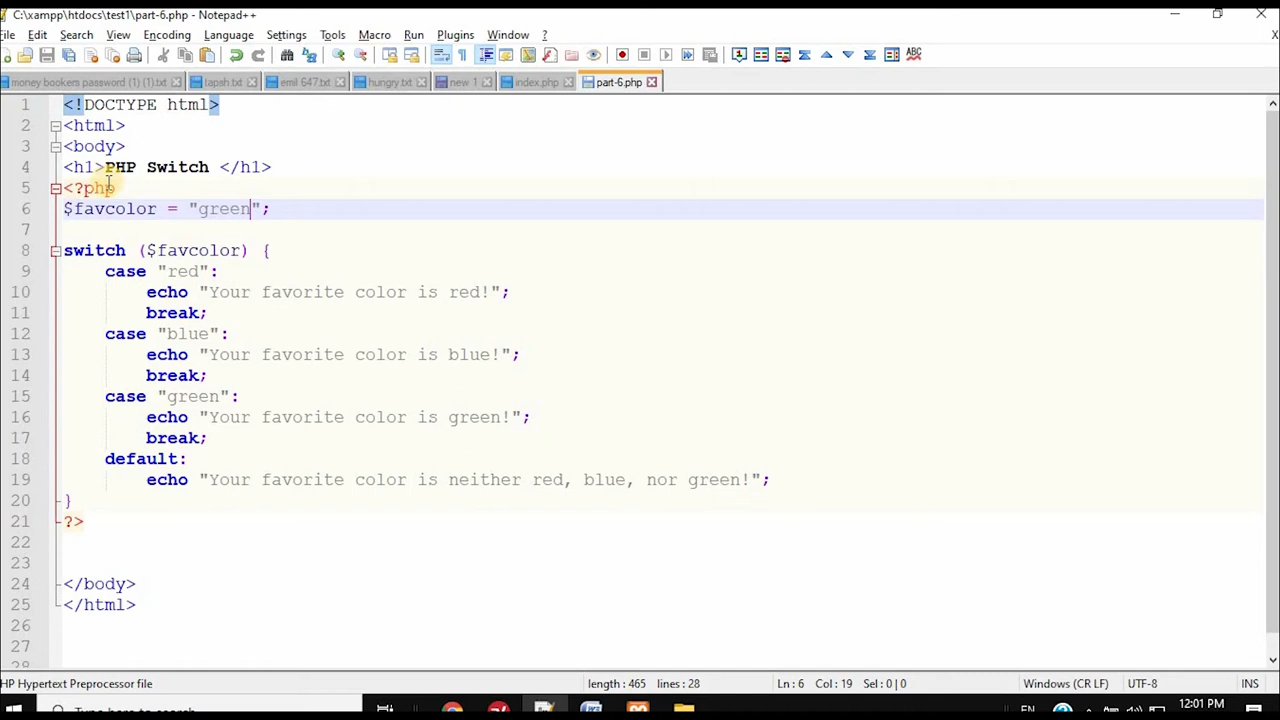 C:\xampp\htdocs\test1\part-6.php - Notepad++
File Edit Search View Encoding Language Settings Tools Macro Run Plugins Window ? X
money bookers password (1) (1).txt lapsh.txt emil 647.txt hungry.txt new 1 index.php part-6.php
1 <!DOCTYPE html>
2 <html>
3 <body>
4 <h1>PHP Switch </h1>
5 <?php
6 $favcolor = "green";
7
8 switch ($favcolor) {
9 case "red":
10 echo "Your favorite color is red!";
11 break;
12 case "blue":
13 echo "Your favorite color is blue!";
14 break;
15 case "green":
16 echo "Your favorite color is green!";
17 break;
18 default:
19 echo "Your favorite color is neither red, blue, nor green!";
20 }
21 ?>
22
23
24 </body>
25 </html>
26
27
28
HP Hypertext Preprocessor file length : 465 lines : 28 Ln : 6 Col : 19 Sel : 0 | 0 Windows (CR LF) UTF-8 INS
Type here to search EN 12:01 PM